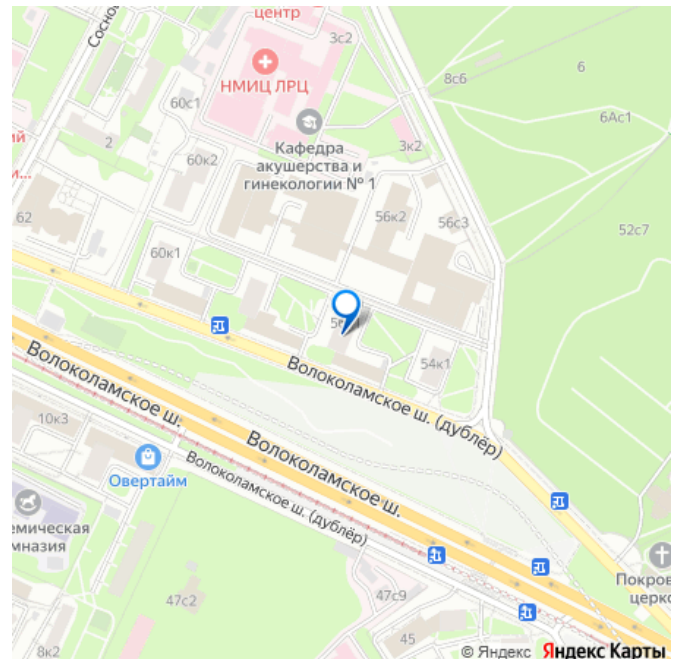 центр
3с2
Соснов
8с6
6
НМИЦ ЛРЦ
60с1
6Ас1
2
Кафедра
акушерства и
гинекологии № 1
3к2
60к2
62
56к2
56с3
52с7
60к1
54к1
Волоколамское ш. (дублёр)
Волоколамское ш.
Волоколамское ш.
10к3
Овертайм
Волоколамское ш. (дублёр)
емическая
мназия
Покров
церко
47с2
47с9
45
8к2
© Яндекс Яндекс Карты